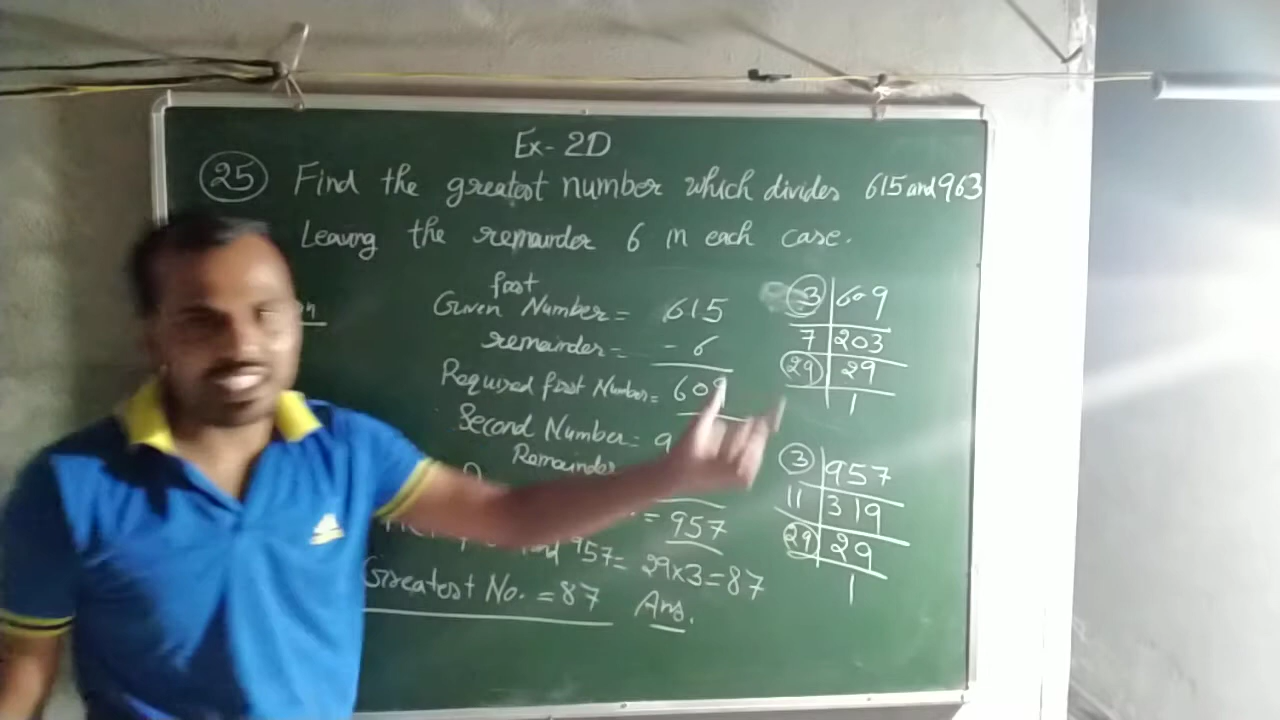 Ex- 2D
25 Find the greatest number which divides 615 and 963
Leaving the remainder 6 in each case.
first
Given Number = 615
remainder = - 6
Required first Number = 609
Second Number = 9
Remainder
= 957
957 = 29×3 = 87
Greatest No. = 87 Ans.
3 609
7 203
29 29
1
3 957
11 319
29 29
1